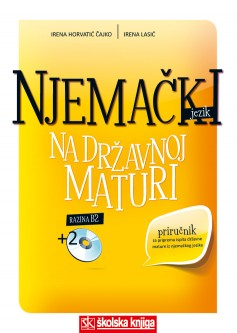 IRENA HORVATIĆ ČAJKO | IRENA LASIĆ
NJEMAČKI
jezik
NA DRŽAVNOJ
MATURI
RAZINA B2
+2
priručnik
za pripremu ispita državne
mature iz njemačkog jezika
šk školska knjiga